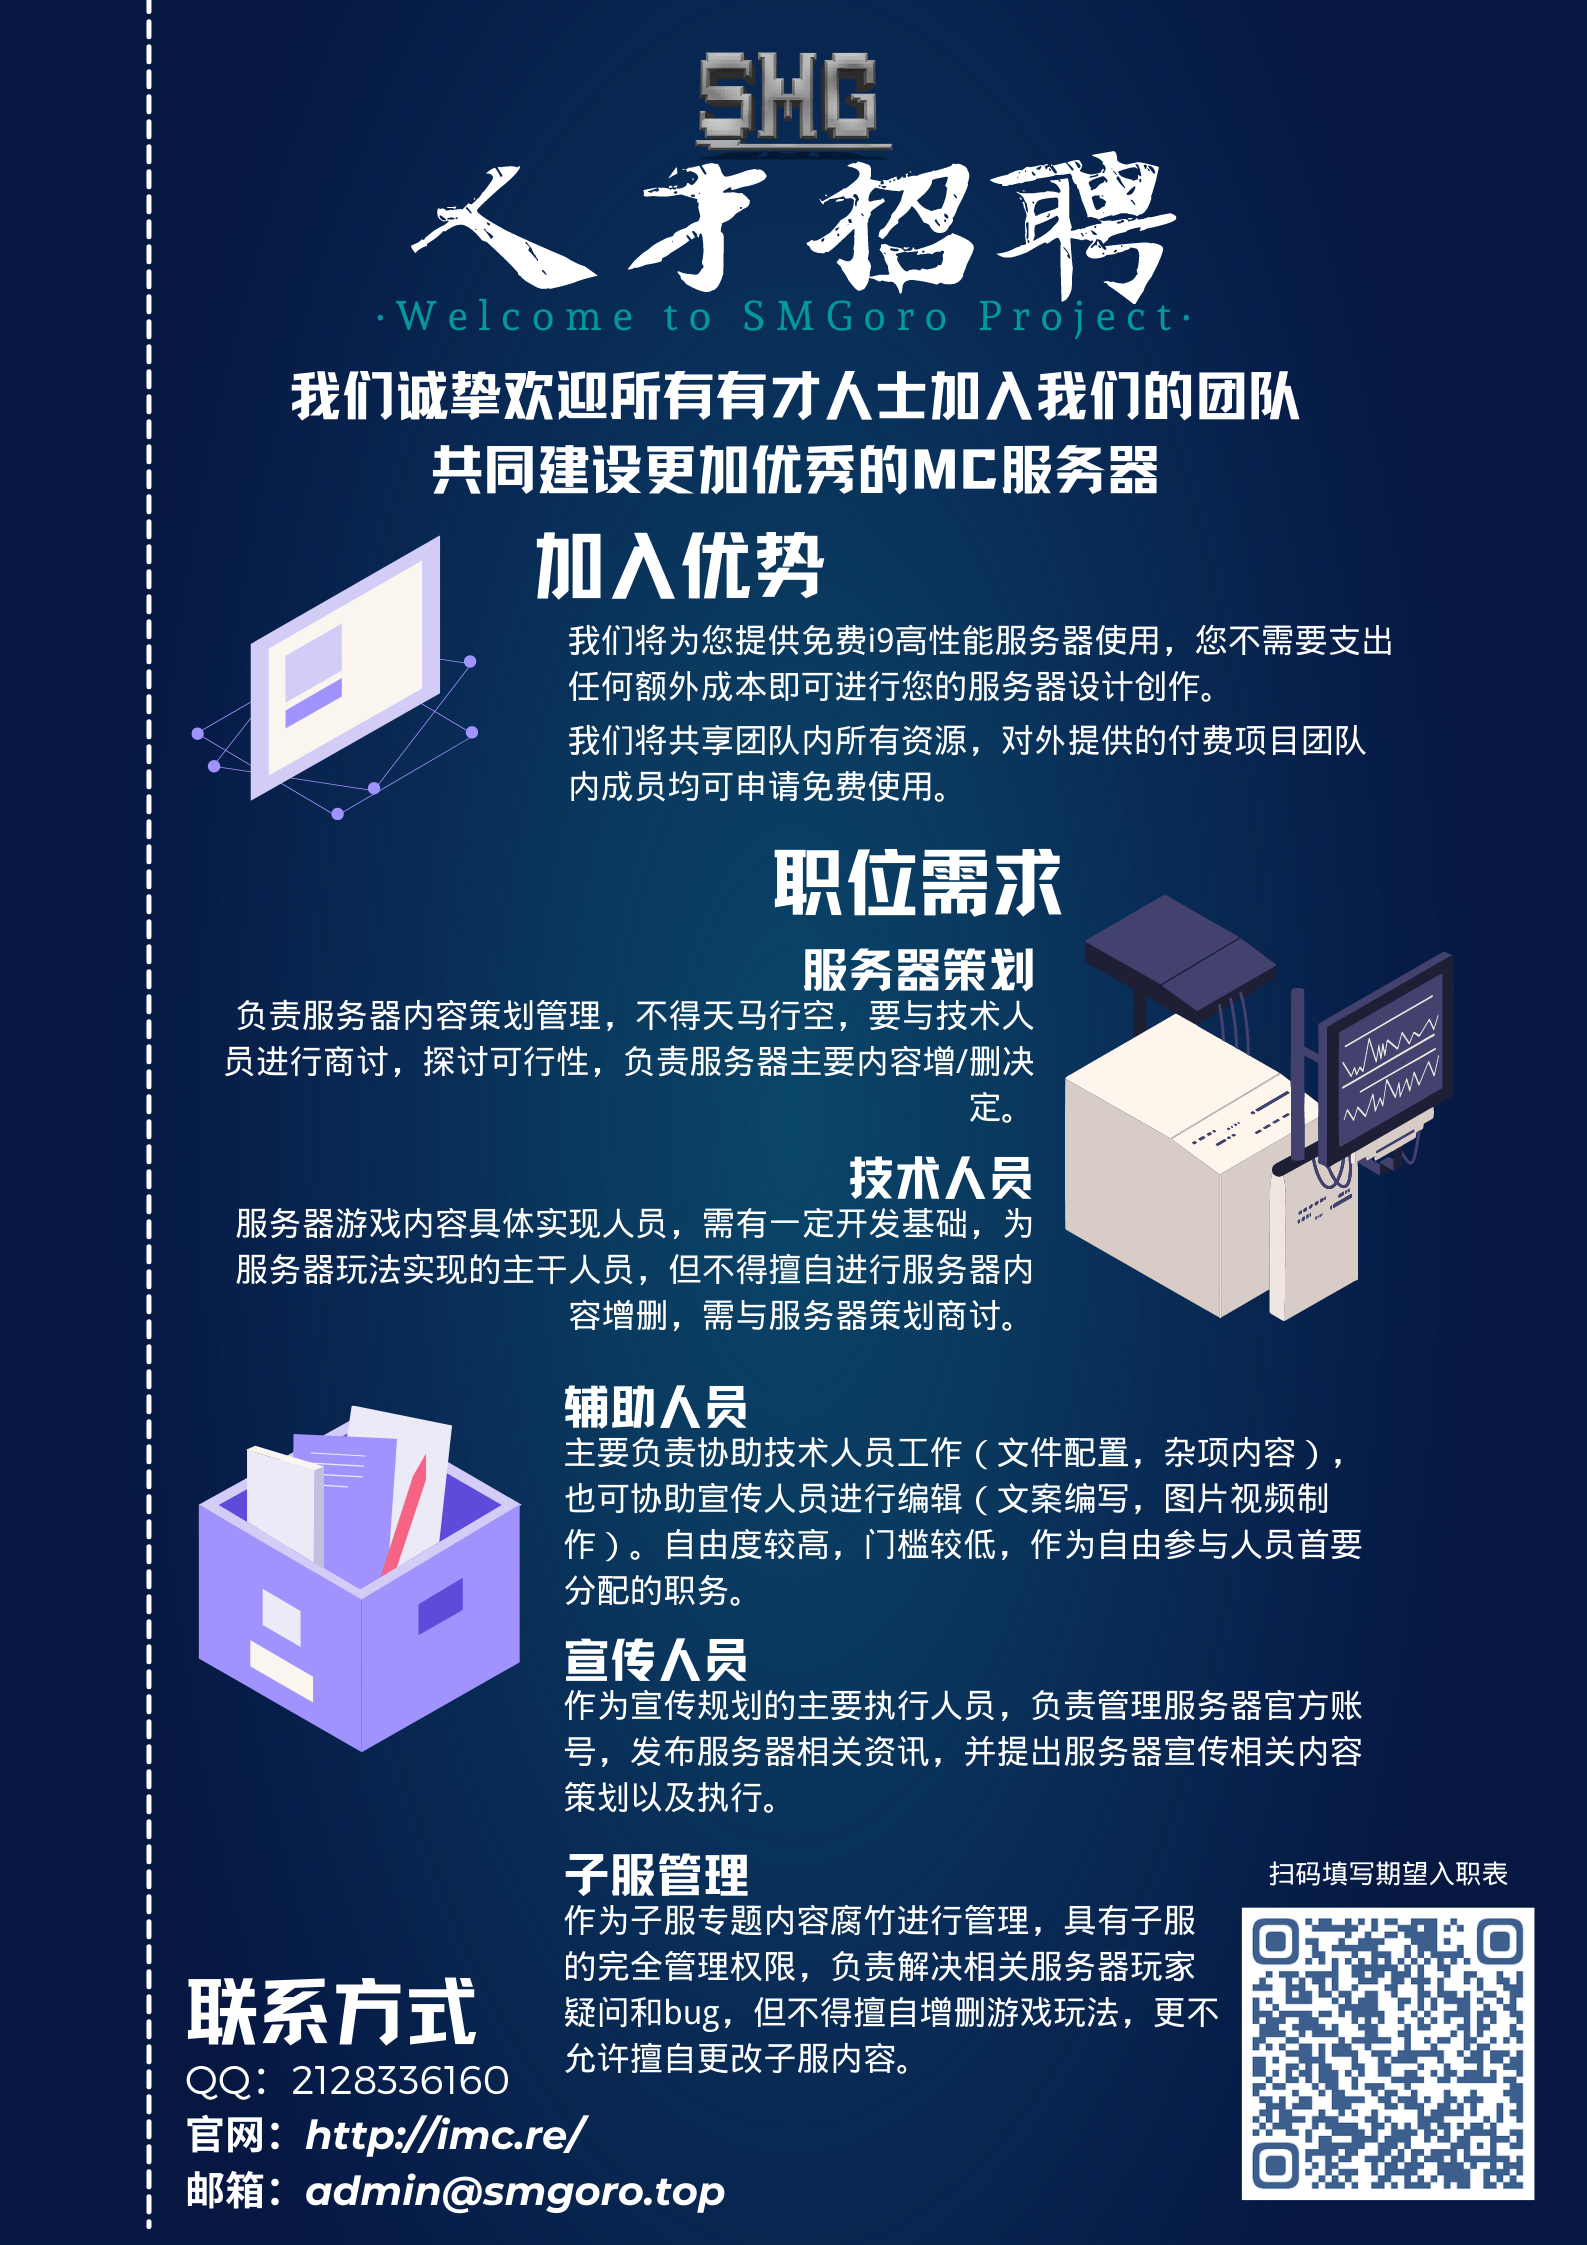 SMG
人才招聘
·Welcome to SMGoro Project·
我们诚挚欢迎所有有才人士加入我们的团队
共同建设更加优秀的MC服务器
加入优势
我们将为您提供免费i9高性能服务器使用，您不需要支出
任何额外成本即可进行您的服务器设计创作。
我们将共享团队内所有资源，对外提供的付费项目团队
内成员均可申请免费使用。
职位需求
服务器策划
负责服务器内容策划管理，不得天马行空，要与技术人
员进行商讨，探讨可行性，负责服务器主要内容增/删决
定。
技术人员
服务器游戏内容具体实现人员，需有一定开发基础，为
服务器玩法实现的主干人员，但不得擅自进行服务器内
容增删，需与服务器策划商讨。
辅助人员
主要负责协助技术人员工作（文件配置，杂项内容），
也可协助宣传人员进行编辑（文案编写，图片视频制
作）。自由度较高，门槛较低，作为自由参与人员首要
分配的职务。
宣传人员
作为宣传规划的主要执行人员，负责管理服务器官方账
号，发布服务器相关资讯，并提出服务器宣传相关内容
策划以及执行。
子服管理
作为子服专题内容腐竹进行管理，具有子服
的完全管理权限，负责解决相关服务器玩家
疑问和bug，但不得擅自增删游戏玩法，更不
允许擅自更改子服内容。
扫码填写期望入职表
联系方式
QQ：2128336160
官网：http://imc.re/
邮箱：admin@smgoro.top